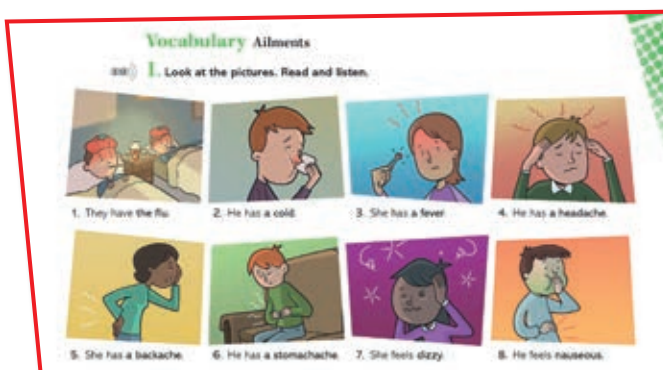 Vocabulary Ailments
1. Look at the pictures. Read and listen.
1. They have the flu.
2. He has a cold.
3. She has a fever.
4. He has a headache.
5. She has a backache.
6. He has a stomachache.
7. She feels dizzy.
8. He feels nauseous.